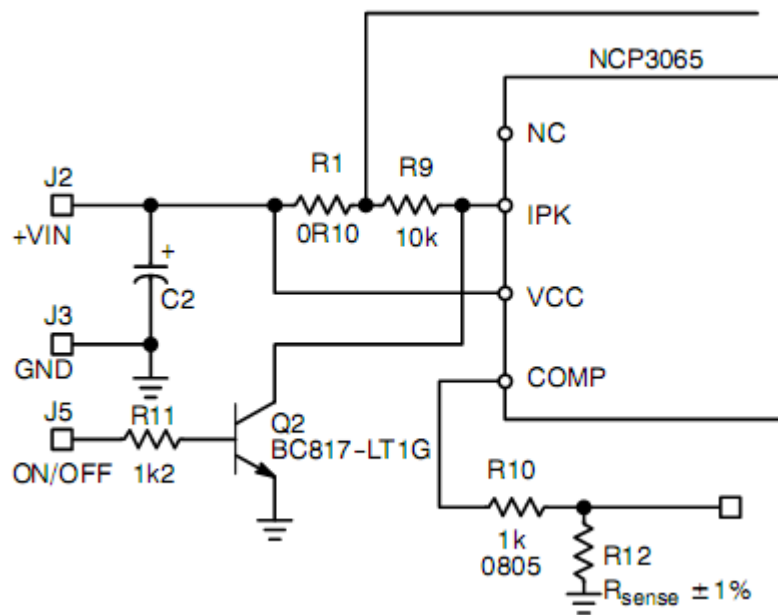 NCP3065
NC
R1
R9
J2
+VIN
0R10
10k
IPK
+
C2
VCC
J3
GND
COMP
J5
R11
Q2
BC817-LT1G
ON/OFF
1k2
R10
1k
0805
R12
Rsense ±1%